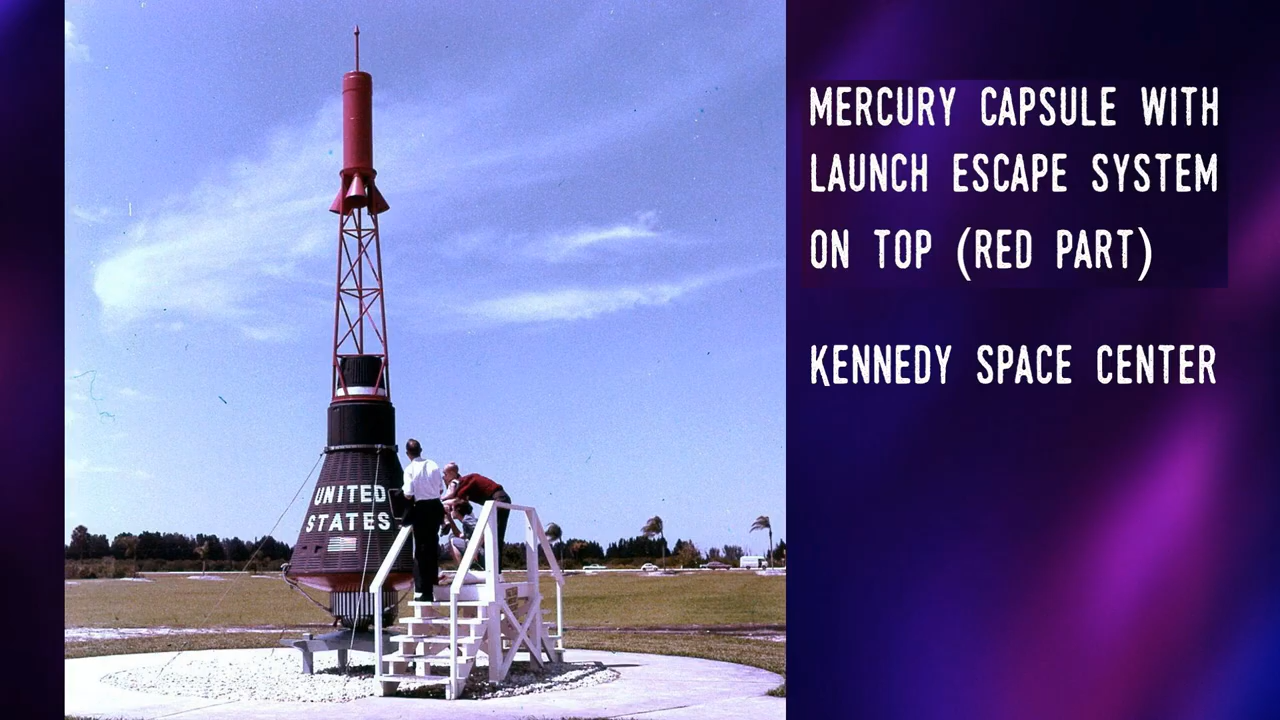 MERCURY CAPSULE WITH
LAUNCH ESCAPE SYSTEM
ON TOP (RED PART)
KENNEDY SPACE CENTER
UNITED
STATES